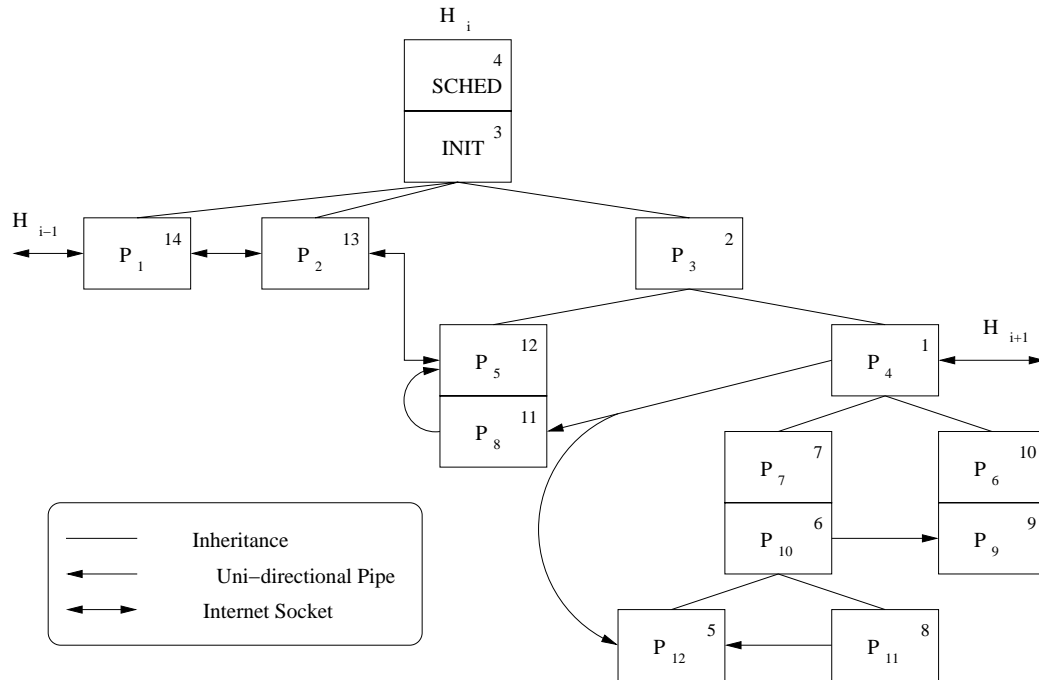 H i
4
SCHED
3
INIT
H i−1
14
P 1
13
P 2
2
P 3
12
P 5
1
P 4
H i+1
11
P 8
7
P 7
10
P 6
6
P 10
9
P 9
5
P 12
8
P 11
Inheritance
Uni−directional Pipe
Internet Socket